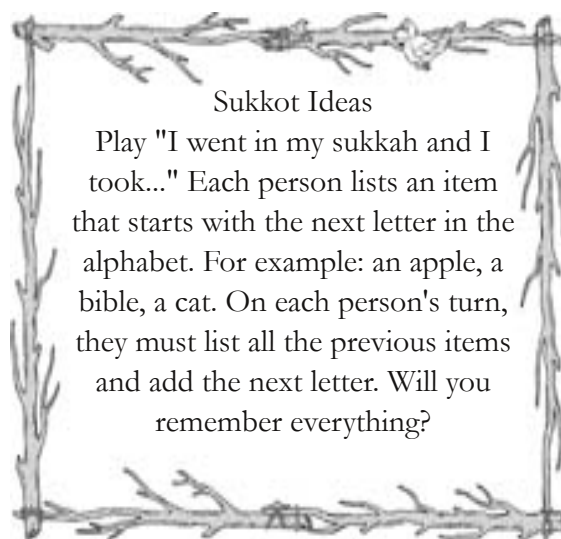 Sukkot Ideas
Play "I went in my sukkah and I
took..." Each person lists an item
that starts with the next letter in the
alphabet. For example: an apple, a
bible, a cat. On each person's turn,
they must list all the previous items
and add the next letter. Will you
remember everything?